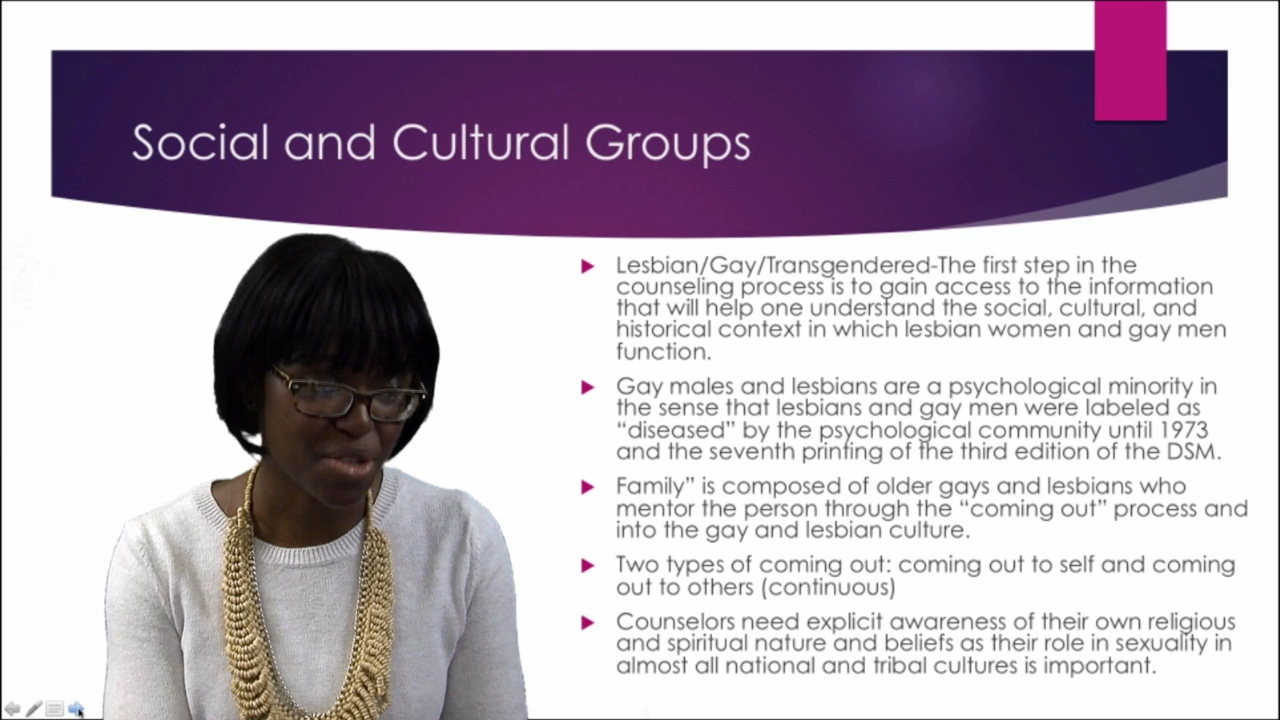 Social and Cultural Groups
Lesbian/Gay/Transgendered-The first step in the
counseling process is to gain access to the information
that will help one understand the social, cultural, and
historical context in which lesbian women and gay men
function.
Gay males and lesbians are a psychological minority in
the sense that lesbians and gay men were labeled as
“diseased” by the psychological community until 1973
and the seventh printing of the third edition of the DSM.
Family” is composed of older gays and lesbians who
mentor the person through the “coming out” process and
into the gay and lesbian culture.
Two types of coming out: coming out to self and coming
out to others (continuous)
Counselors need explicit awareness of their own religious
and spiritual nature and beliefs as their role in sexuality in
almost all national and tribal cultures is important.